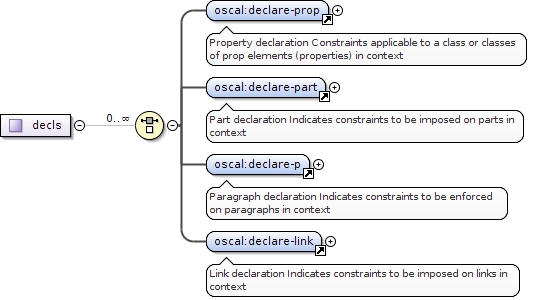 oscal:declare-prop
Property declaration Constraints applicable to a class or classes
of prop elements (properties) in context
oscal:declare-part
Part declaration Indicates constraints to be imposed on parts in
context
decls
0..∞
oscal:declare-p
Paragraph declaration Indicates constraints to be enforced
on paragraphs in context
oscal:declare-link
Link declaration Indicates constraints to be imposed on links in
context